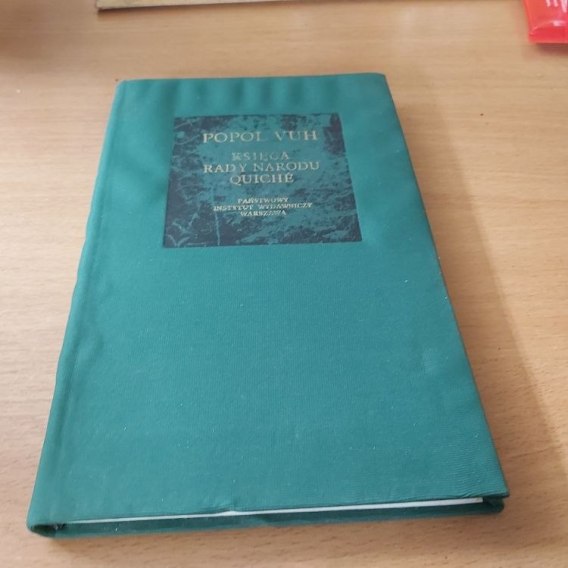 POPOL VUH
KSIĘGA
RADY NARODU
QUICHÉ
PAŃSTWOWY
INSTYTUT WYDAWNICZY
WARSZAWA